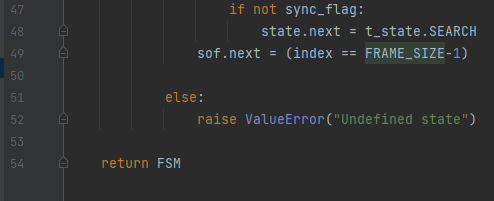 47 if not sync_flag:
48 state.next = t_state.SEARCH
49 sof.next = (index == FRAME_SIZE-1)
50
51 else:
52 raise ValueError("Undefined state")
53
54 return FSM